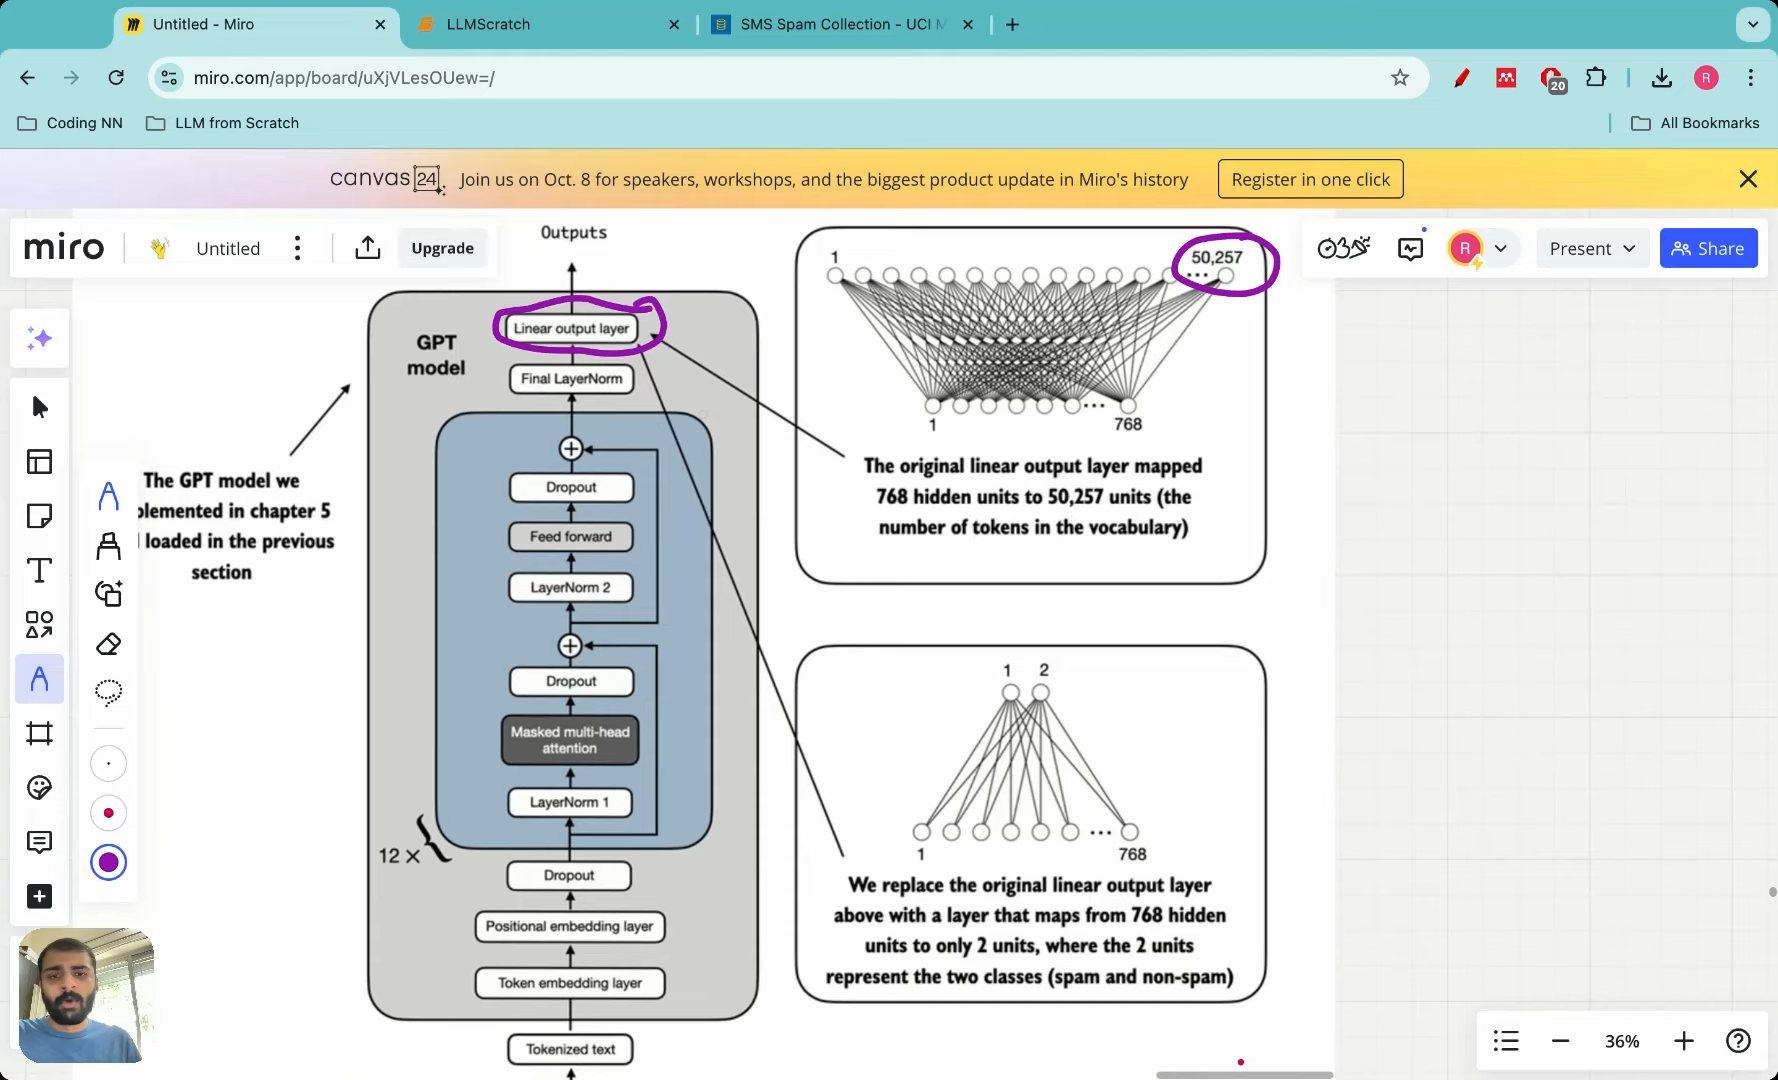 Untitled - Miro
LLMScratch
SMS Spam Collection - UCI M
miro.com/app/board/uXjVLesOUew=/
20
R
Coding NN
LLM from Scratch
All Bookmarks
canvas 24
Join us on Oct. 8 for speakers, workshops, and the biggest product update in Miro's history
Register in one click
miro
Untitled
Upgrade
R
Present
Share
Outputs
GPT
model
Linear output layer
Final LayerNorm
Dropout
Feed forward
LayerNorm 2
Dropout
Masked multi-head
attention
LayerNorm 1
12 ×
Dropout
Positional embedding layer
Token embedding layer
Tokenized text
The GPT model we
plemented in chapter 5
loaded in the previous
section
1
50,257
...
...
1
768
The original linear output layer mapped
768 hidden units to 50,257 units (the
number of tokens in the vocabulary)
1 2
...
1
768
We replace the original linear output layer
above with a layer that maps from 768 hidden
units to only 2 units, where the 2 units
represent the two classes (spam and non-spam)
36%